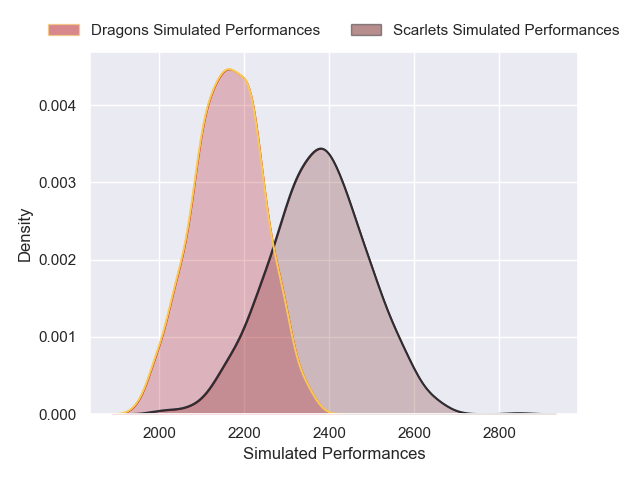 Dragons Simulated Performances
Scarlets Simulated Performances
0.004
0.003
0.002
0.001
0.000
Density
2000 2200 2400 2600 2800
Simulated Performances